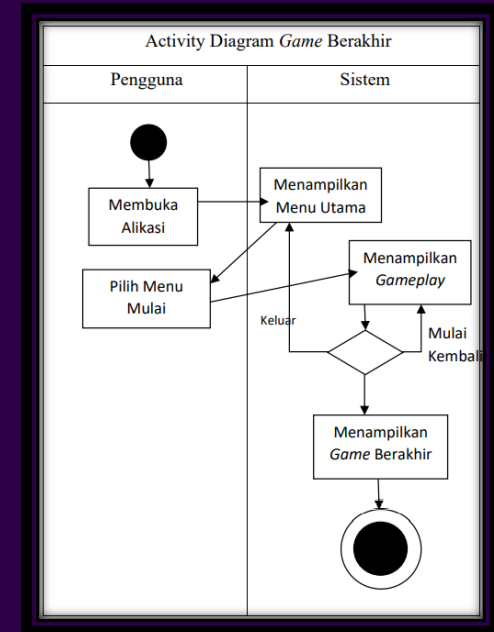 Activity Diagram Game Berakhir
Pengguna
Sistem
Membuka
Alikasi
Menampilkan
Menu Utama
Pilih Menu
Mulai
Menampilkan
Gameplay
Keluar
Mulai
Kembali
Menampilkan
Game Berakhir